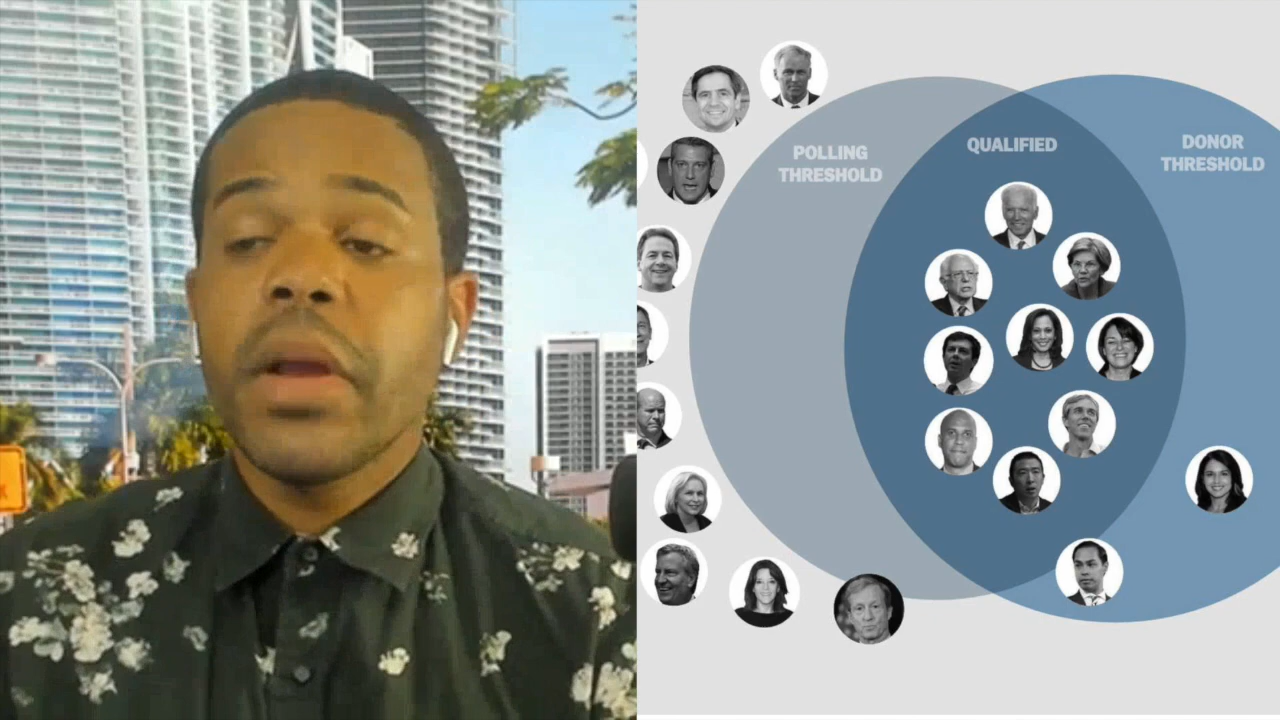 POLLING
THRESHOLD
QUALIFIED
DONOR
THRESHOLD